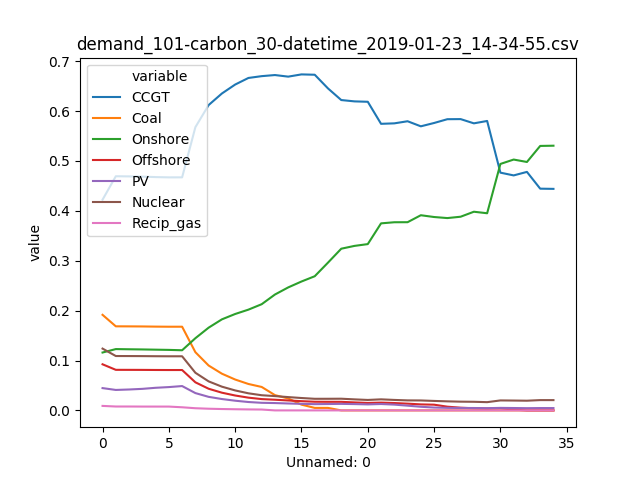 demand_101-carbon_30-datetime_2019-01-23_14-34-55.csv
0.7
0.6
0.5
0.4
0.3
0.2
0.1
0.0
value
variable
CCGT
Coal
Onshore
Offshore
PV
Nuclear
Recip_gas
0 5 10 15 20 25 30 35
Unnamed: 0